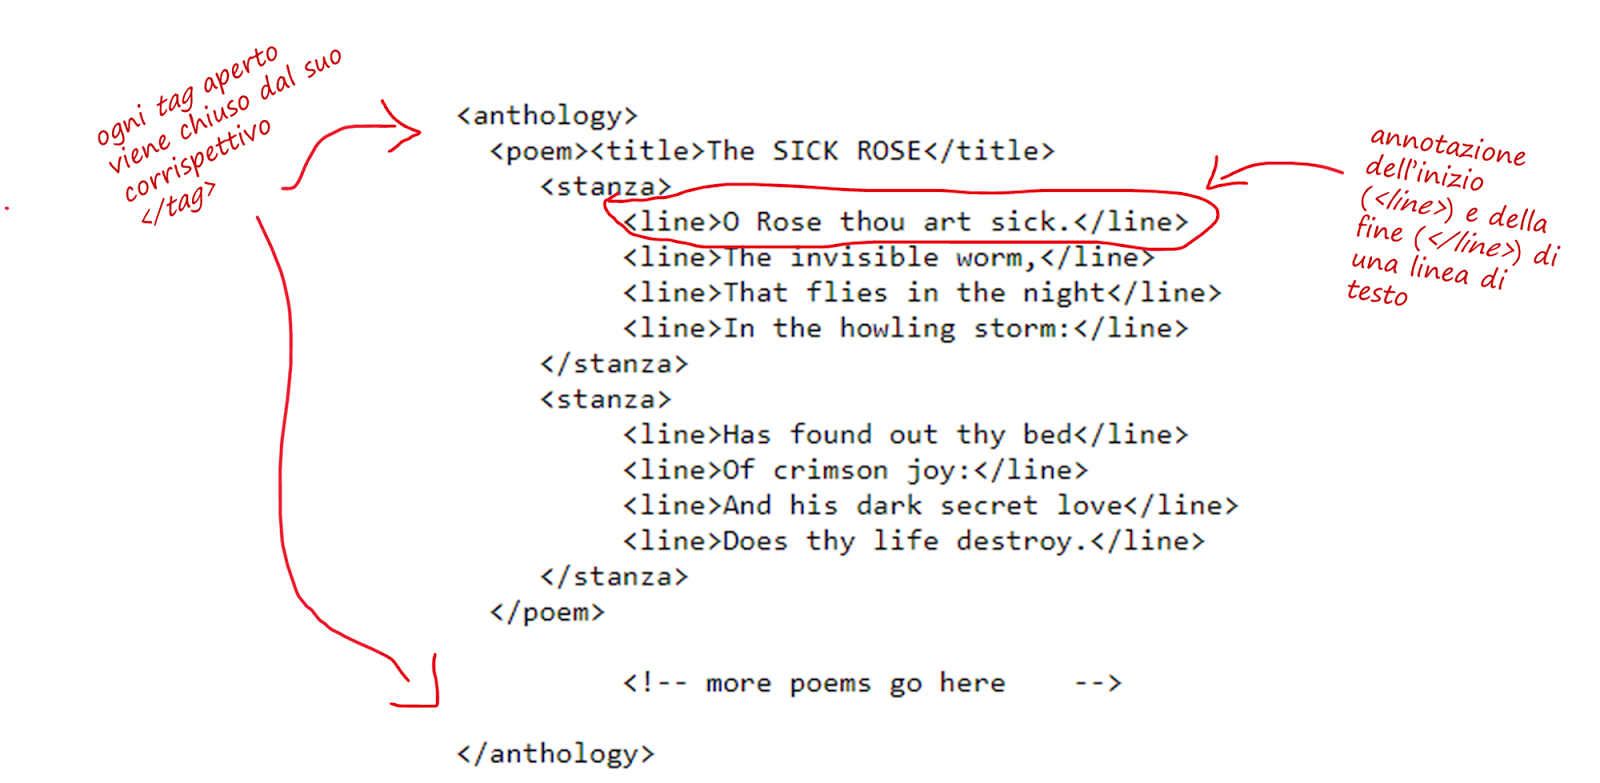 ogni tag aperto
viene chiuso dal suo
corrispettivo
</tag>
<anthology>
<poem><title>The SICK ROSE</title>
<stanza>
<line>O Rose thou art sick.</line>
<line>The invisible worm,</line>
<line>That flies in the night</line>
<line>In the howling storm:</line>
</stanza>
<stanza>
<line>Has found out thy bed</line>
<line>Of crimson joy:</line>
<line>And his dark secret love</line>
<line>Does thy life destroy.</line>
</stanza>
</poem>
<!-- more poems go here    -->
</anthology>
annotazione
dell'inizio
(<line>) e della
fine (</line>) di
una linea di
testo